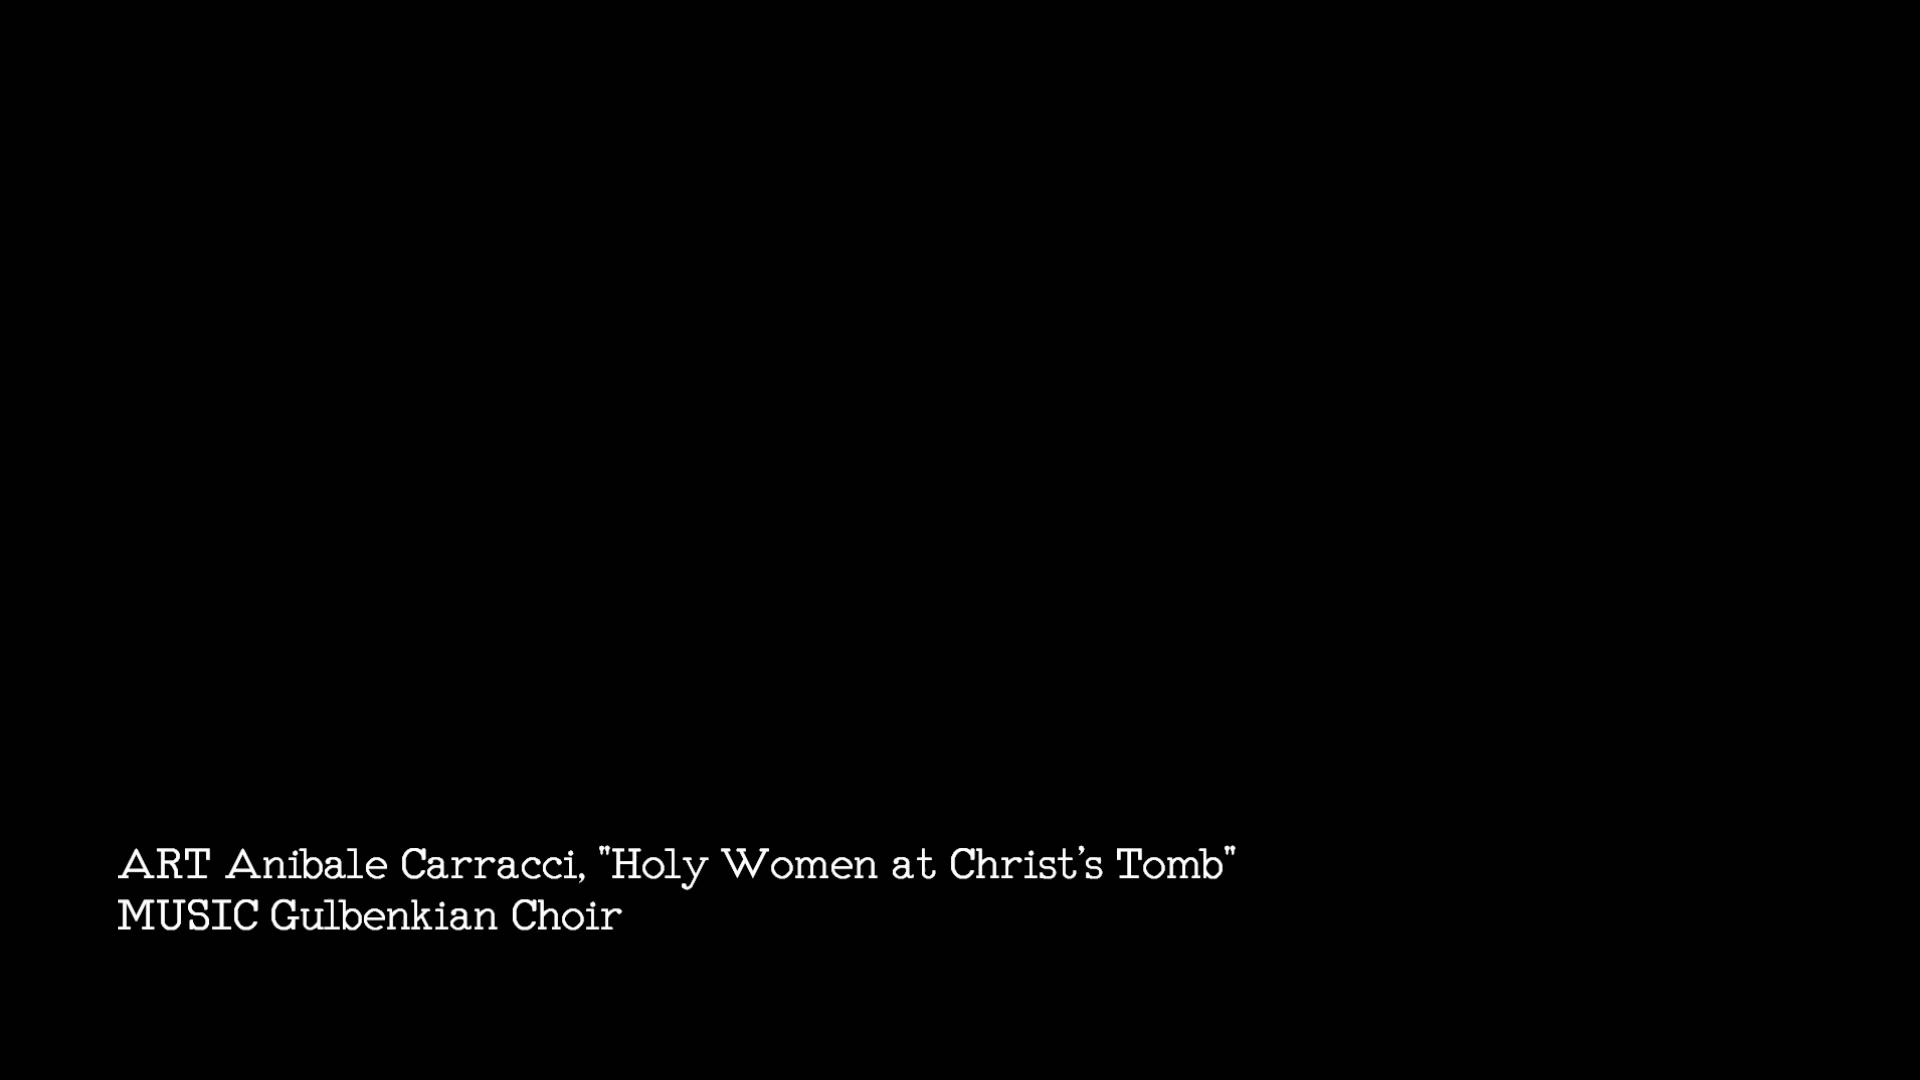 ART Anibale Carracci, "Holy Women at Christ’s Tomb"
MUSIC Gulbenkian Choir